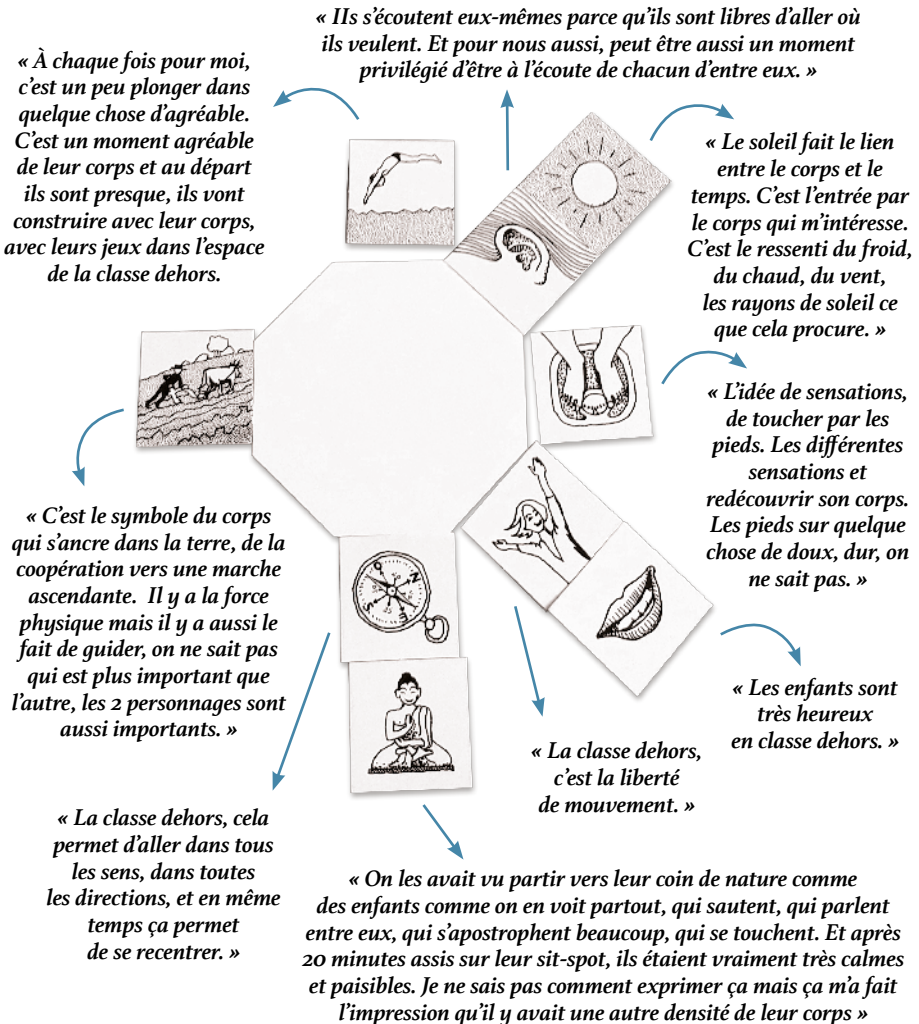 « IIs s'écoutent eux-mêmes parce qu'ils sont libres d'aller où
ils veulent. Et pour nous aussi, peut être aussi un moment
privilégié d'être à l'écoute de chacun d'entre eux. »
« À chaque fois pour moi,
c'est un peu plonger dans
quelque chose d'agréable.
C'est un moment agréable
de leur corps et au départ
ils sont presque, ils vont
construire avec leur corps,
avec leurs jeux dans l'espace
de la classe dehors.
« Le soleil fait le lien
entre le corps et le
temps. C'est l'entrée par
le corps qui m'intéresse.
C'est le ressenti du froid,
du chaud, du vent,
les rayons de soleil ce
que cela procure. »
« L'idée de sensations,
de toucher par les
pieds. Les différentes
sensations et
redécouvrir son corps.
Les pieds sur quelque
chose de doux, dur, on
ne sait pas. »
« C'est le symbole du corps
qui s'ancre dans la terre, de la
coopération vers une marche
ascendante.  Il y a la force
physique mais il y a aussi le
fait de guider, on ne sait pas
qui est plus important que
l'autre, les 2 personnages sont
aussi importants. »
O
N
S
E
« Les enfants sont
très heureux
en classe dehors. »
« La classe dehors,
c'est la liberté
de mouvement. »
« La classe dehors, cela
permet d'aller dans tous
les sens, dans toutes
les directions, et en même
temps ça permet
de se recentrer. »
« On les avait vu partir vers leur coin de nature comme
des enfants comme on en voit partout, qui sautent, qui parlent
entre eux, qui s'apostrophent beaucoup, qui se touchent. Et après
20 minutes assis sur leur sit-spot, ils étaient vraiment très calmes
et paisibles. Je ne sais pas comment exprimer ça mais ça m'a fait
l'impression qu'il y avait une autre densité de leur corps »